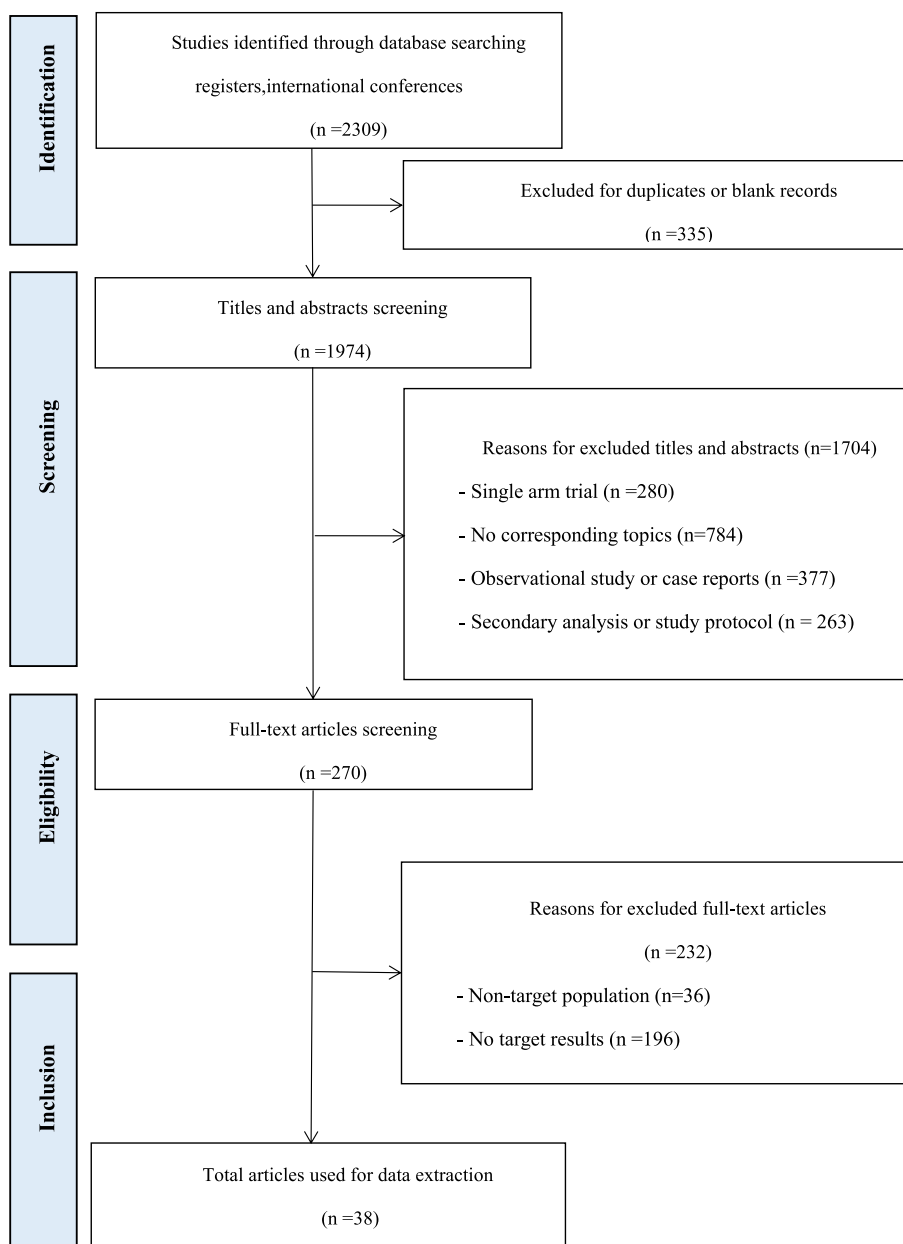 Identification
Studies identified through database searching
registers,international conferences
(n =2309)
Excluded for duplicates or blank records
(n =335)
Screening
Titles and abstracts screening
(n =1974)
Reasons for excluded titles and abstracts (n=1704)
- Single arm trial (n =280)
- No corresponding topics (n=784)
- Observational study or case reports (n =377)
- Secondary analysis or study protocol (n = 263)
Eligibility
Full-text articles screening
(n =270)
Reasons for excluded full-text articles
(n =232)
- Non-target population (n=36)
- No target results (n =196)
Inclusion
Total articles used for data extraction
(n =38)